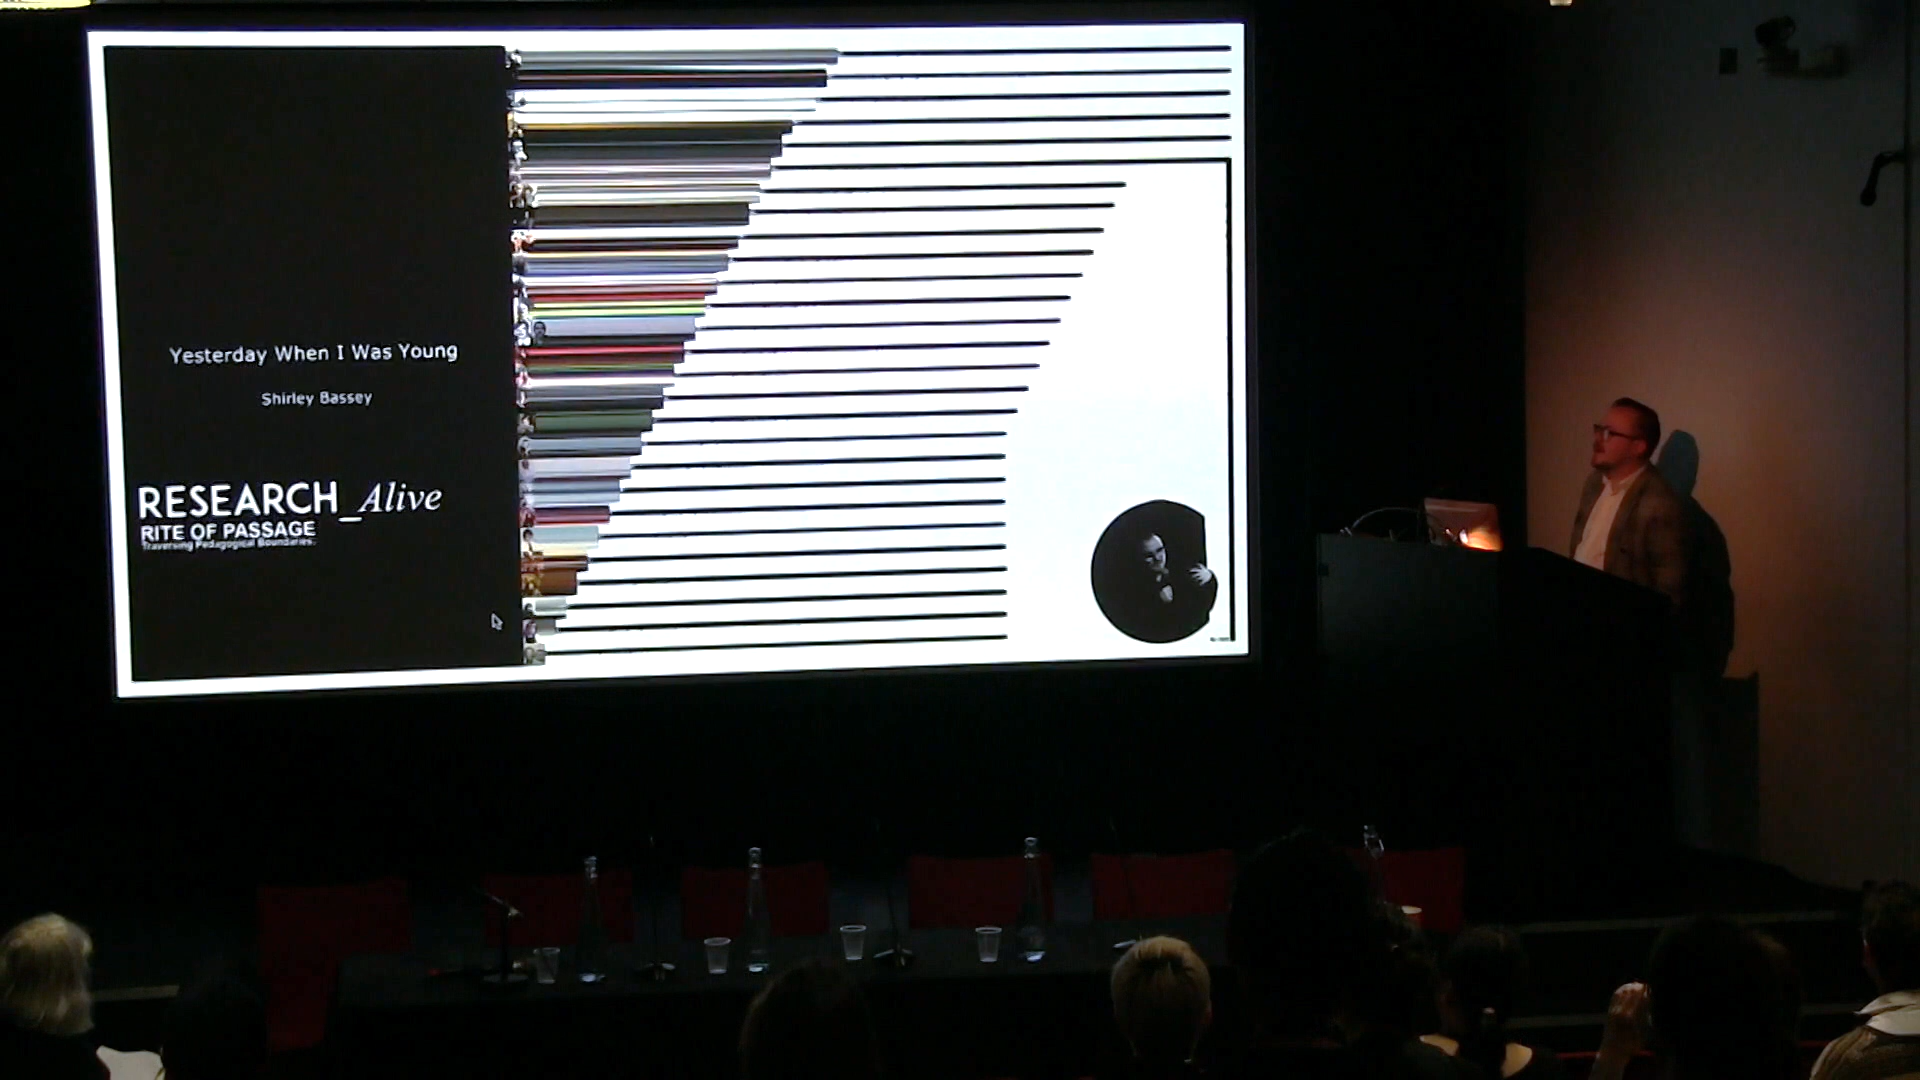 Yesterday When I Was Young
Shirley Bassey
RESEARCH_Alive
RITE OF PASSAGE
Traversing Pedagogical Boundaries.